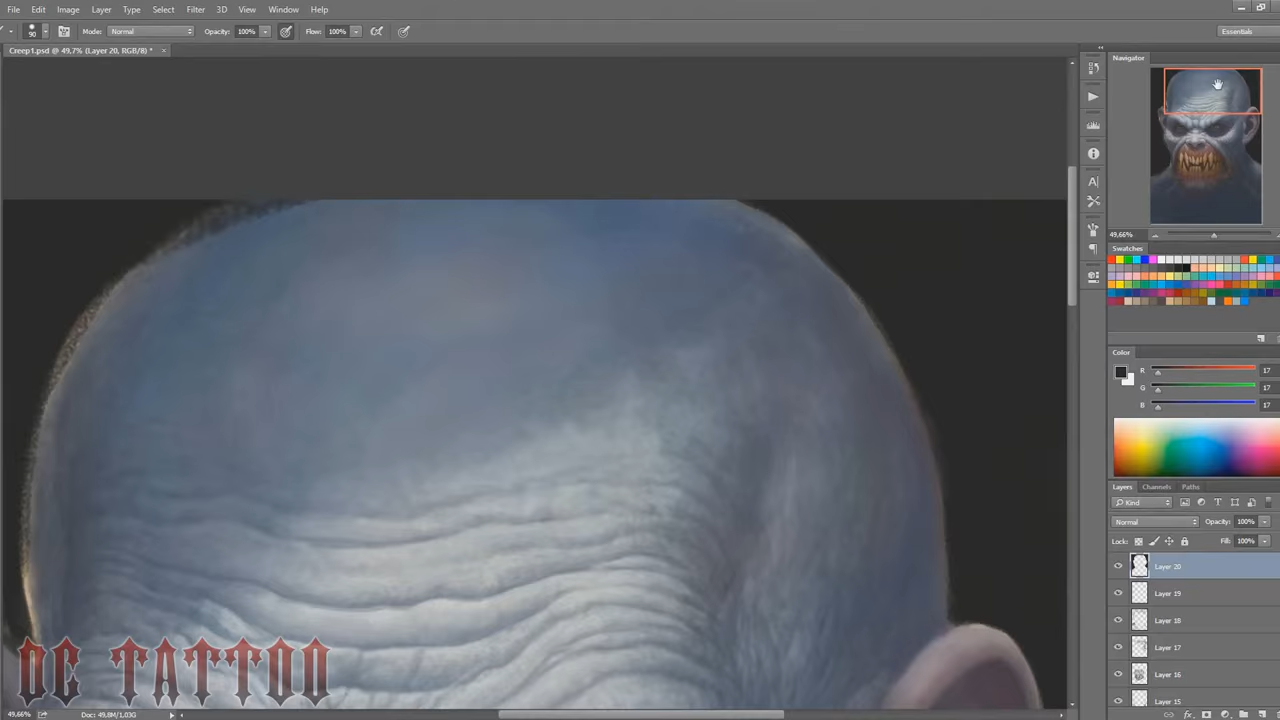 File Edit Image Layer Type Select Filter 3D View Window Help
90 Mode: Normal Opacity: 100% Flow: 100% Essentials
Creep1.psd @ 49,7% (Layer 20, RGB/8) * ×
Navigator
49,66%
Swatches
Color
R 17
G 17
B 17
Layers Channels Paths
Kind
Normal Opacity: 100%
Lock: Fill: 100%
Layer 20
Layer 19
Layer 18
Layer 17
Layer 16
Layer 15
DC TATTOO
49,66% Doc: 49,8M/1,03G